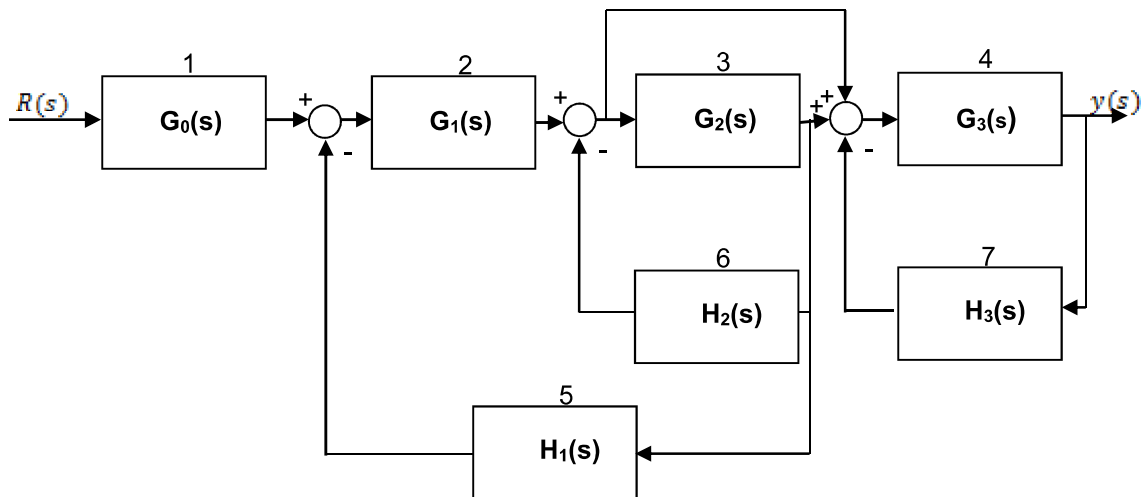 1
2
3
4
R(s)
G₀(s)
+
-
G₁(s)
+
-
G₂(s)
+
+
-
G₃(s)
y(s)
6
H₂(s)
7
H₃(s)
5
H₁(s)